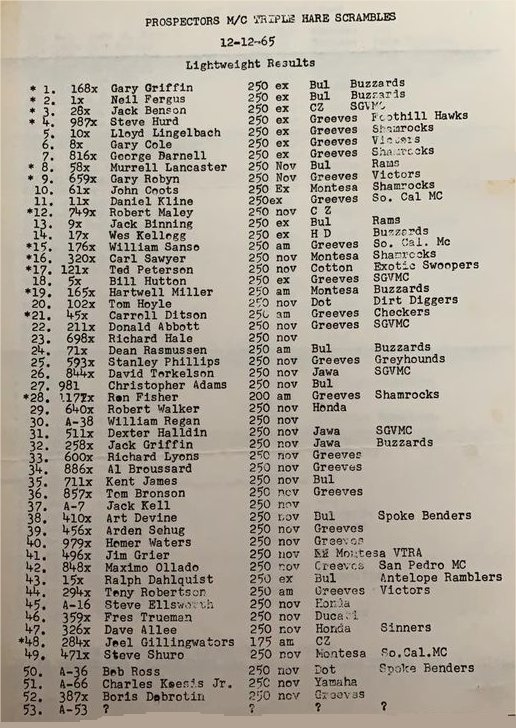 PROSPECTORS M/C TRIPLE HARE SCRAMBLES
12-12-65
Lightweight Results
* 1. 168x Gary Griffin 250 ex Bul Buzzards
* 2. 1x Neil Fergus 250 ex Bul Buzzards
* 3. 28x Jack Benson 250 ex CZ SGVMC
* 4. 987x Steve Hurd 250 ex Greeves Foothill Hawks
5. 10x Lloyd Lingelbach 250 ex Greeves Shamrocks
6. 8x Gary Cole 250 ex Greeves
7. 816x George Darnell 250 ex Greeves Shamrocks
* 8. 58x Murrell Lancaster 250 Nov Bul Rams
* 9. 659x Gary Robyn 250 Nov Greeves Victors
10. 61x John Coots 250 Ex Montesa Shamrocks
11. 11x Daniel Kline 250ex Greeves So. Cal MC
*12. 749x Robert Maley 250 nov C Z
13. 9x Jack Binning 250 ex Bul Rams
14. 17x Wes Kellogg 250 ex H D Buzzards
*15. 176x William Sanso 250 am Greeves So. Cal. Mc
*16. 320x Carl Sawyer 250 nov Montesa Shamrocks
*17. 121x Ted Peterson 250 nov Cotton Exotic Swoopers
18. 5x Bill Hutton 250 ex Greeves SGVMC
*19. 165x Hartwell Miller 250 am Montesa Buzzards
20. 102x Tom Hoyle 250 nov Dot Dirt Diggers
*21. 45x Carroll Ditson 250 am Greeves Checkers
22. 211x Donald Abbott 250 nov Greeves SGVMC
23. 698x Richard Hale 250 nov
24. 71x Dean Rasmussen 250 am Bul Buzzards
25. 593x Stanley Phillips 250 nov Greeves Greyhounds
26. 844x David Torkelson 250 nov Jawa SGVMC
27. 981 Christopher Adams 250 nov Bul
*28. 1177x Ron Fisher 200 am Greeves Shamrocks
29. 640x Robert Walker 250 nov Honda
30. A-38 William Regan 250 nov
31. 511x Dexter Halldin 250 nov Jawa SGVMC
32. 258x Jack Griffin 250 nov Jawa Buzzards
33. 600x Richard Lyons 250 nov Greeves
34. 886x Al Broussard 250 nov Greeves
35. 711x Kent James 250 nov Bul
36. 857x Tom Bronson 250 nov Greeves
37. A-7 Jack Kell 250 nov
38. 410x Art Devine 250 nov Bul Spoke Benders
39. 456x Arden Sehug 250 nov Greeves
40. 979x Homer Waters 250 nov Greeves
41. 496x Jim Grier 250 nov Montesa VTRA
42. 848x Maximo Ollado 250 nov Greeves San Pedro MC
43. 15x Ralph Dahlquist 250 ex Bul Antelope Ramblers
44. 294x Tony Robertson 250 am Greeves Victors
45. A-16 Steve Ellsworth 250 nov Honda
46. 359x Fres Trueman 250 nov Ducati
47. 326x Dave Allee 250 nov Honda Sinners
*48. 284x Joel Gillingwators 175 am CZ
49. 471x Steve Shuro 250 nov Montesa So.Cal.MC
50. A-36 Bob Ross 250 nov Dot Spoke Benders
51. A-66 Charles Koesis Jr. 250 nov Yamaha
52. 387x Boris Dobrotin 250 nov Greeves
53. A-53 ? ? ? ?